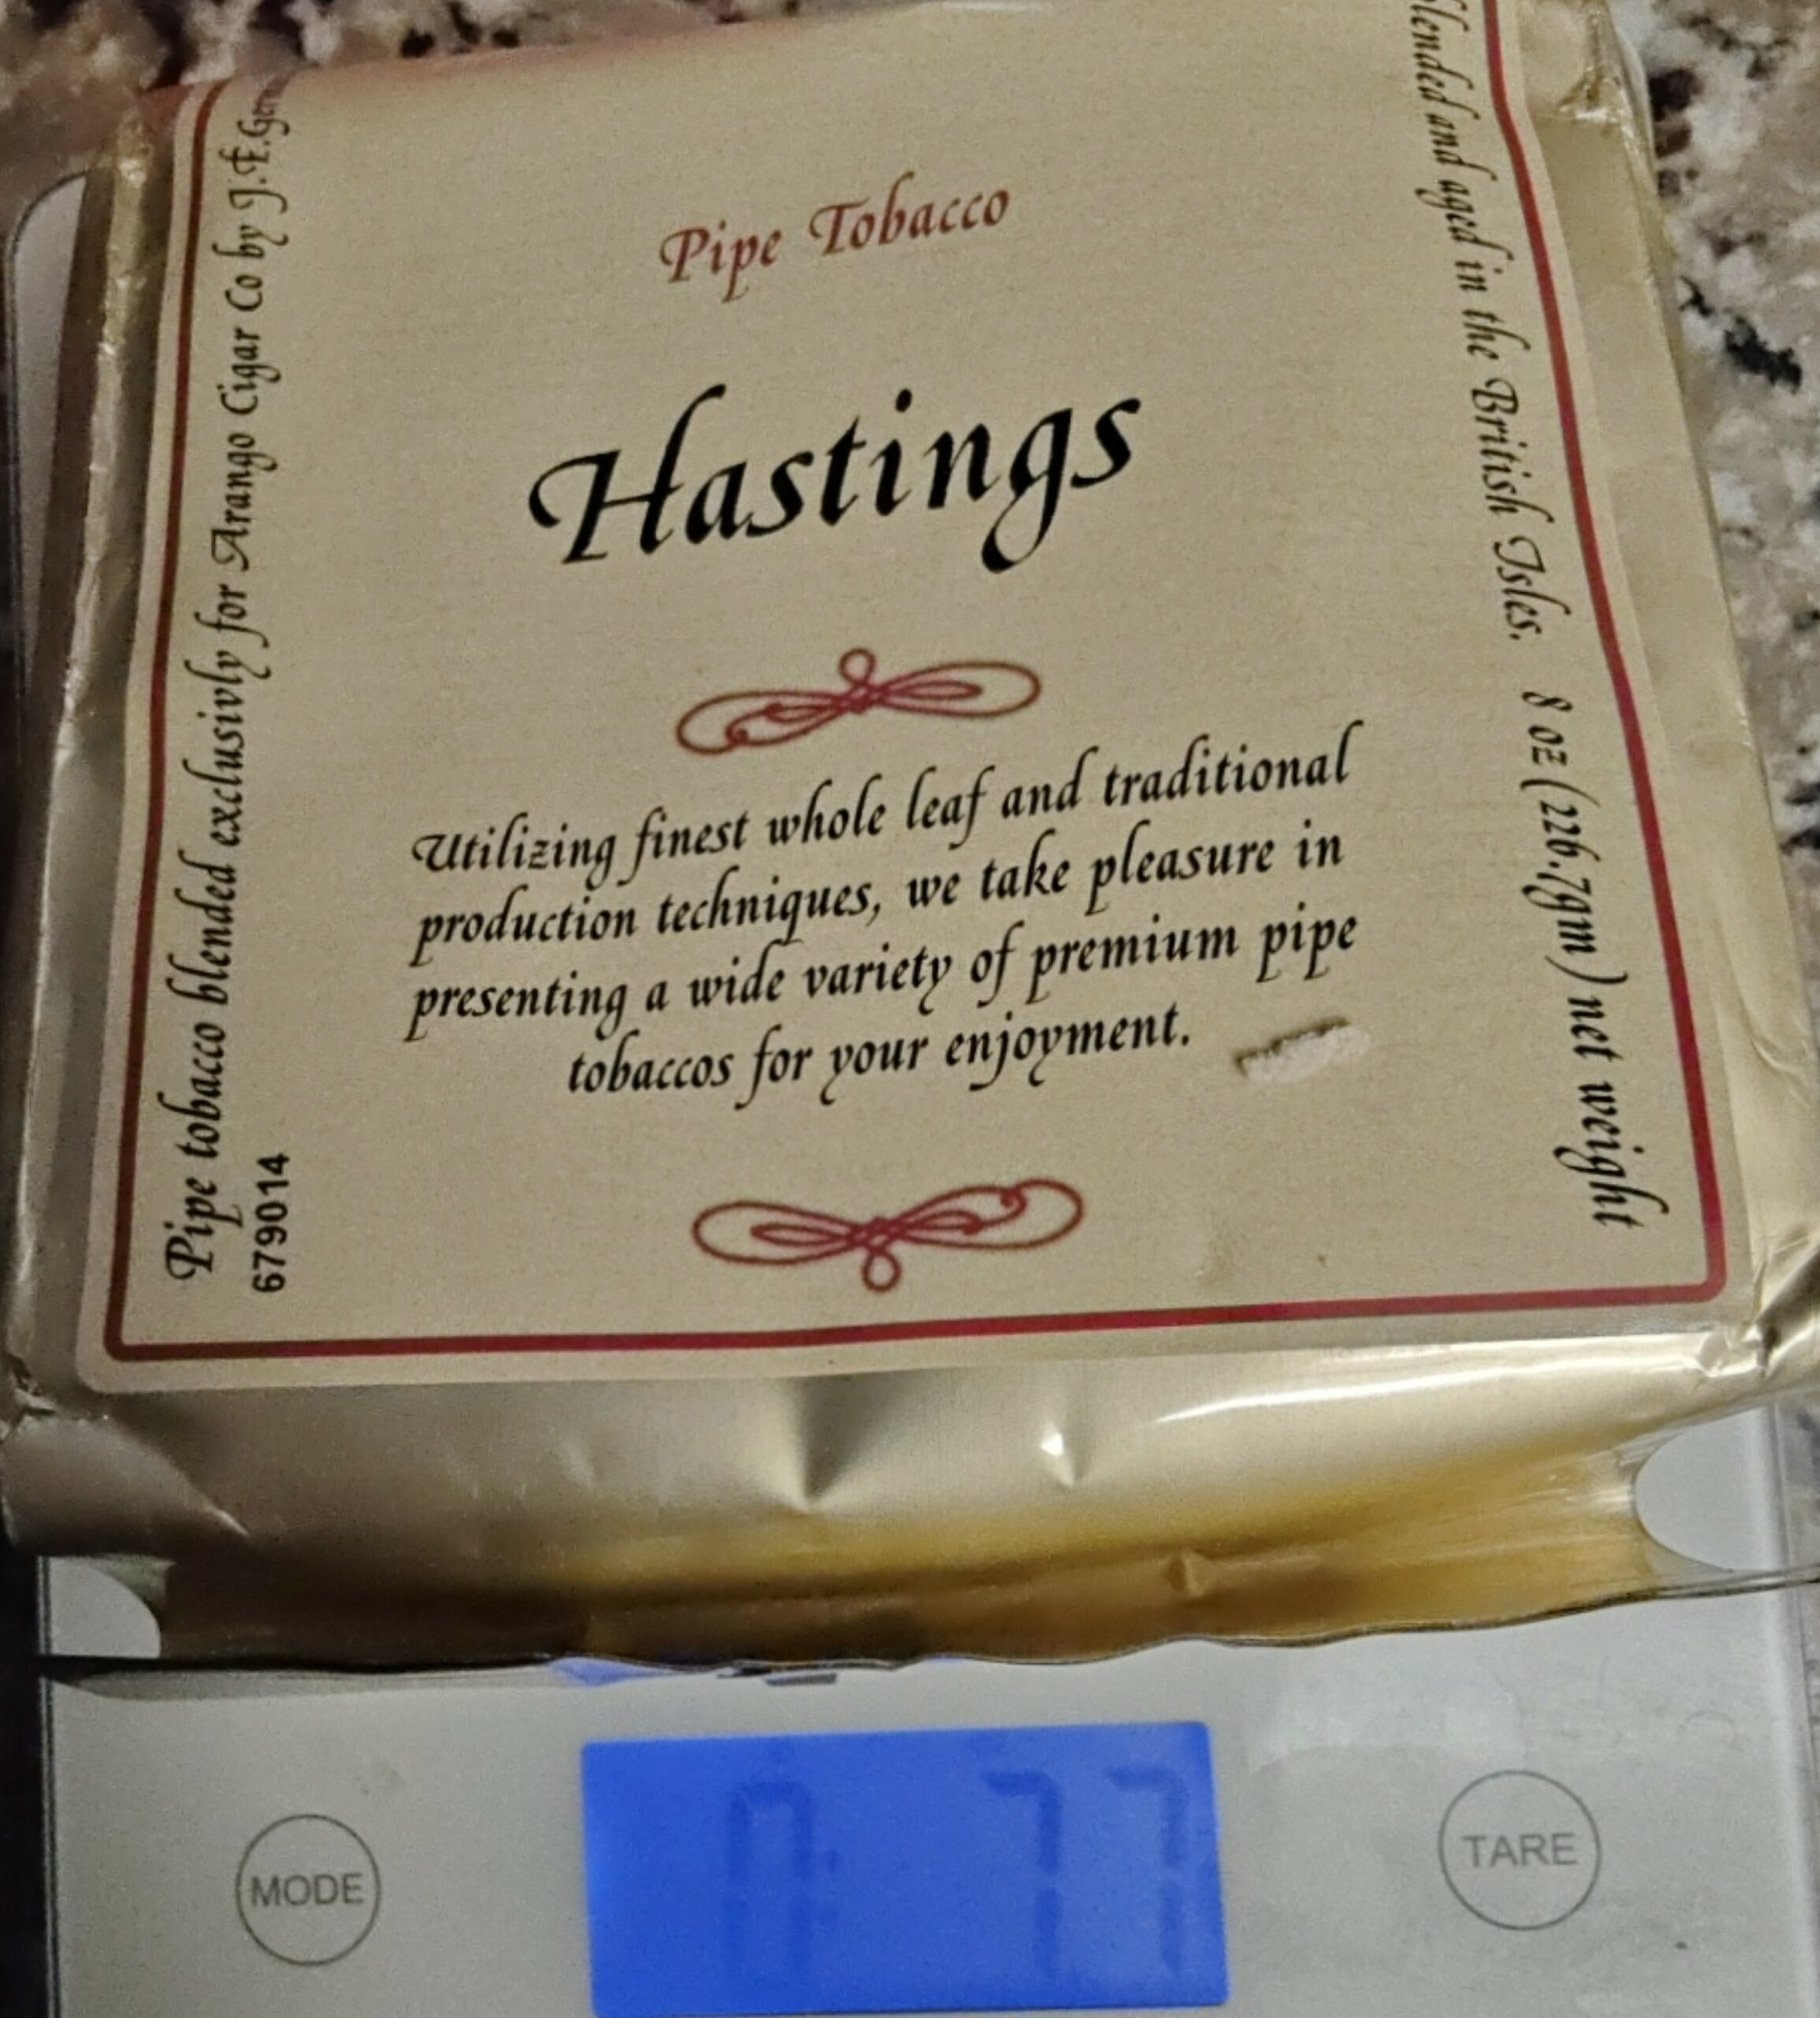 Pipe Tobacco
Hastings
Utilizing finest whole leaf and traditional
production techniques, we take pleasure in
presenting a wide variety of premium pipe
tobaccos for your enjoyment.
Pipe tobacco blended exclusivly for Arango Cigar Co by J.F.
679014
and aged in the British Isles. 8 oz (226.7gm) net weight
MODE
0: 77
TARE